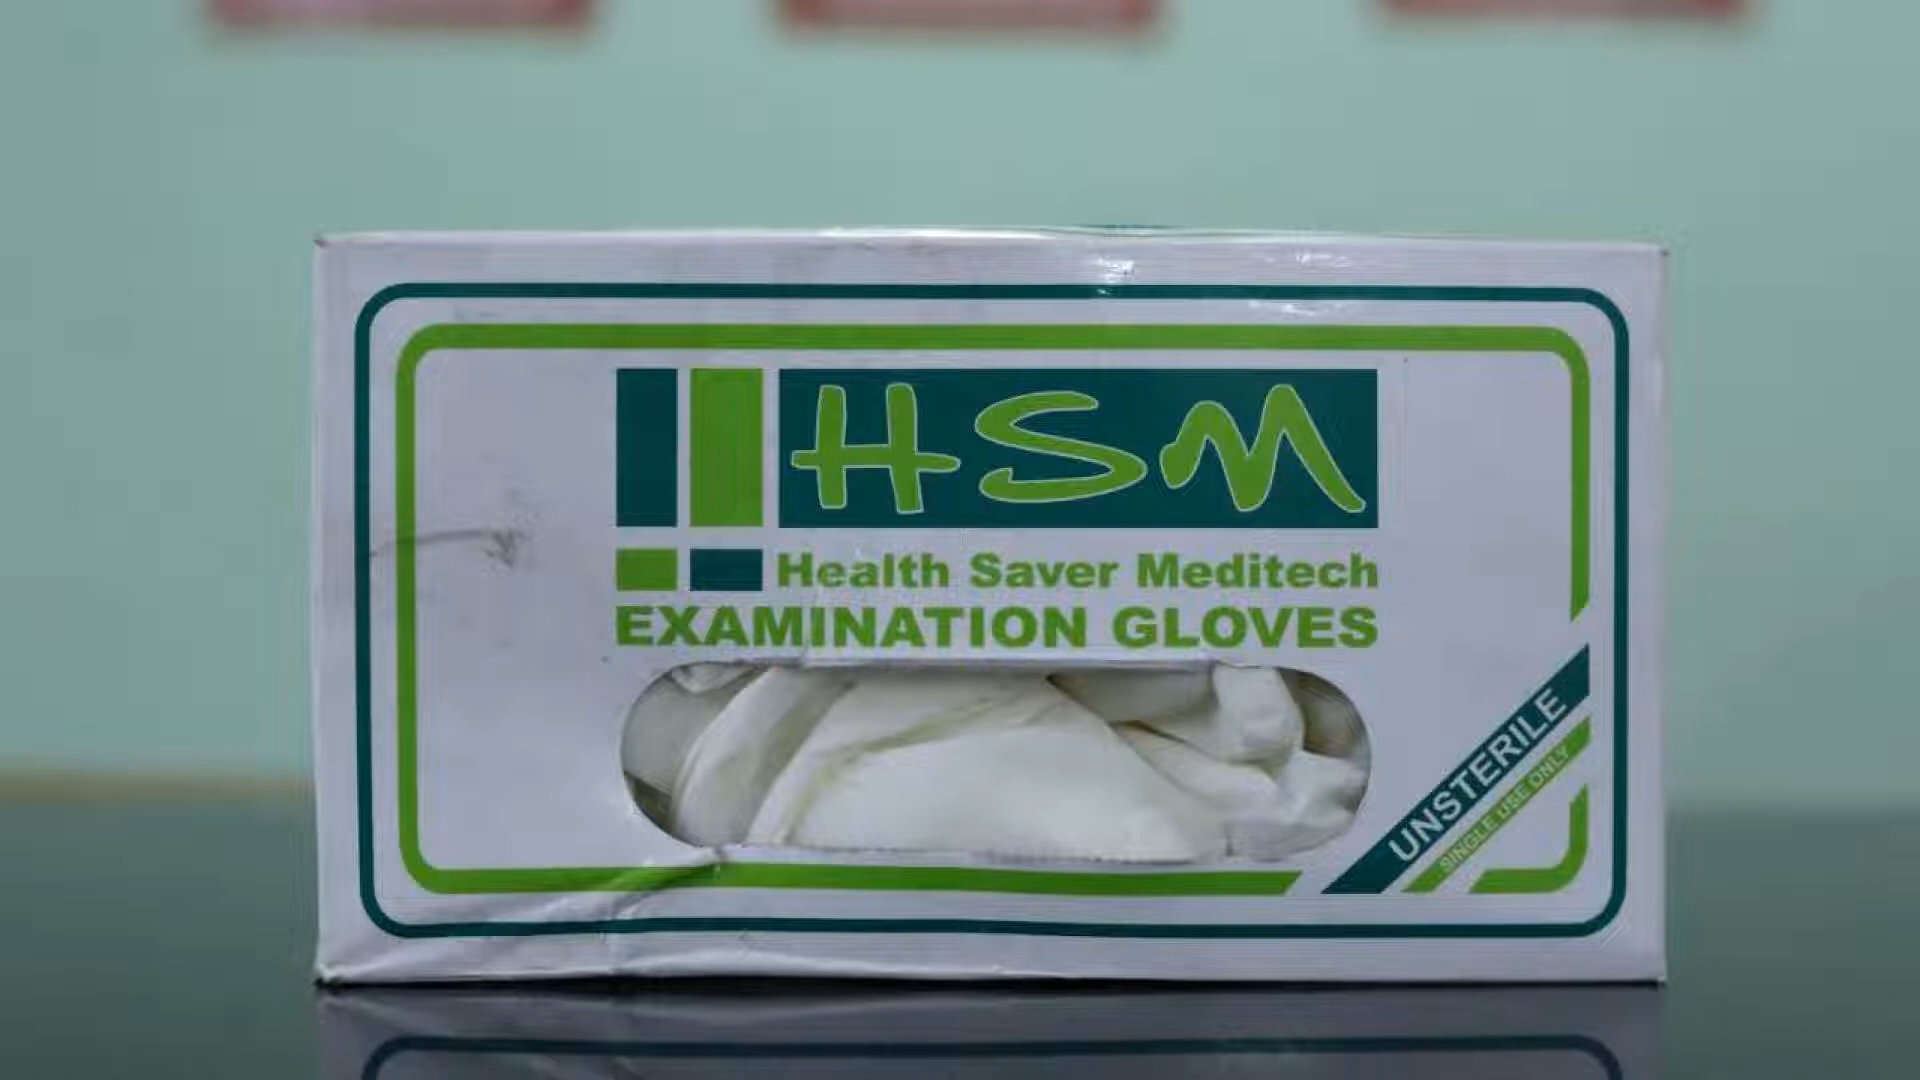 HSM
Health Saver Meditech
EXAMINATION GLOVES
UNSTERILE
SINGLE USE ONLY